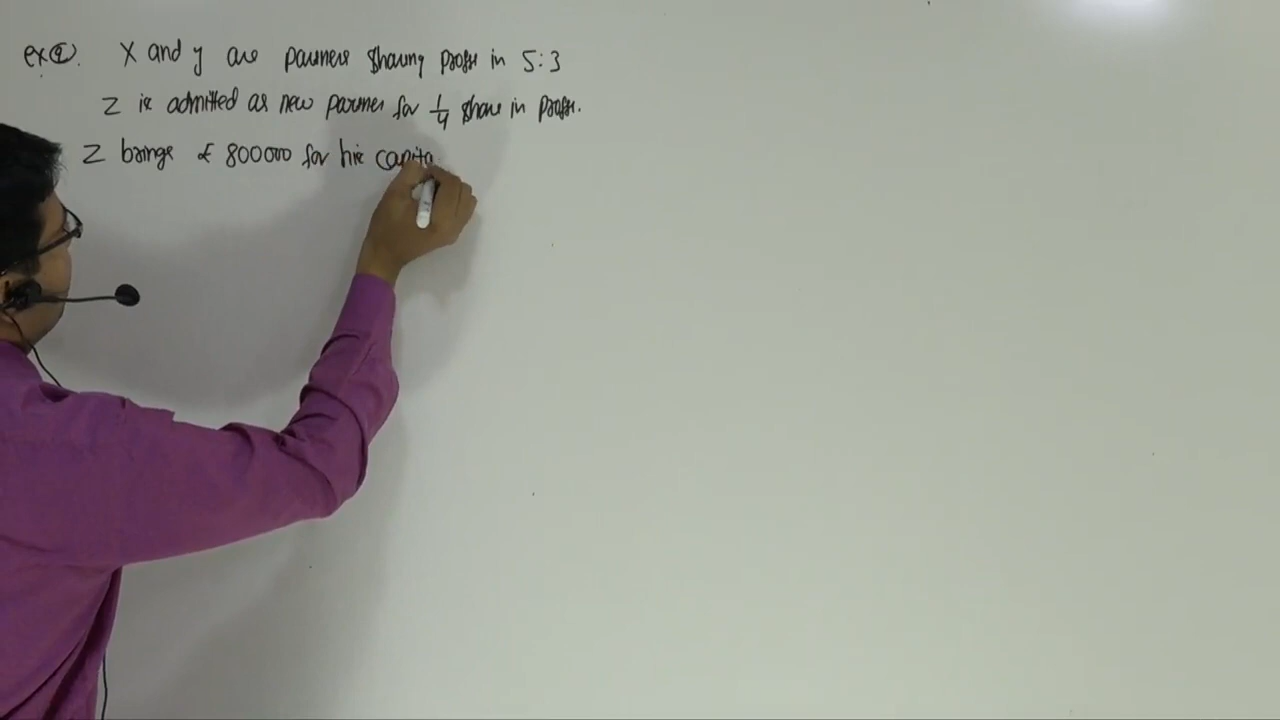 ex①. X and y are partners sharing profit in 5:3
Z is admitted as new partner for 1/4 share in profit.
Z brings ₹ 800000 for his capita